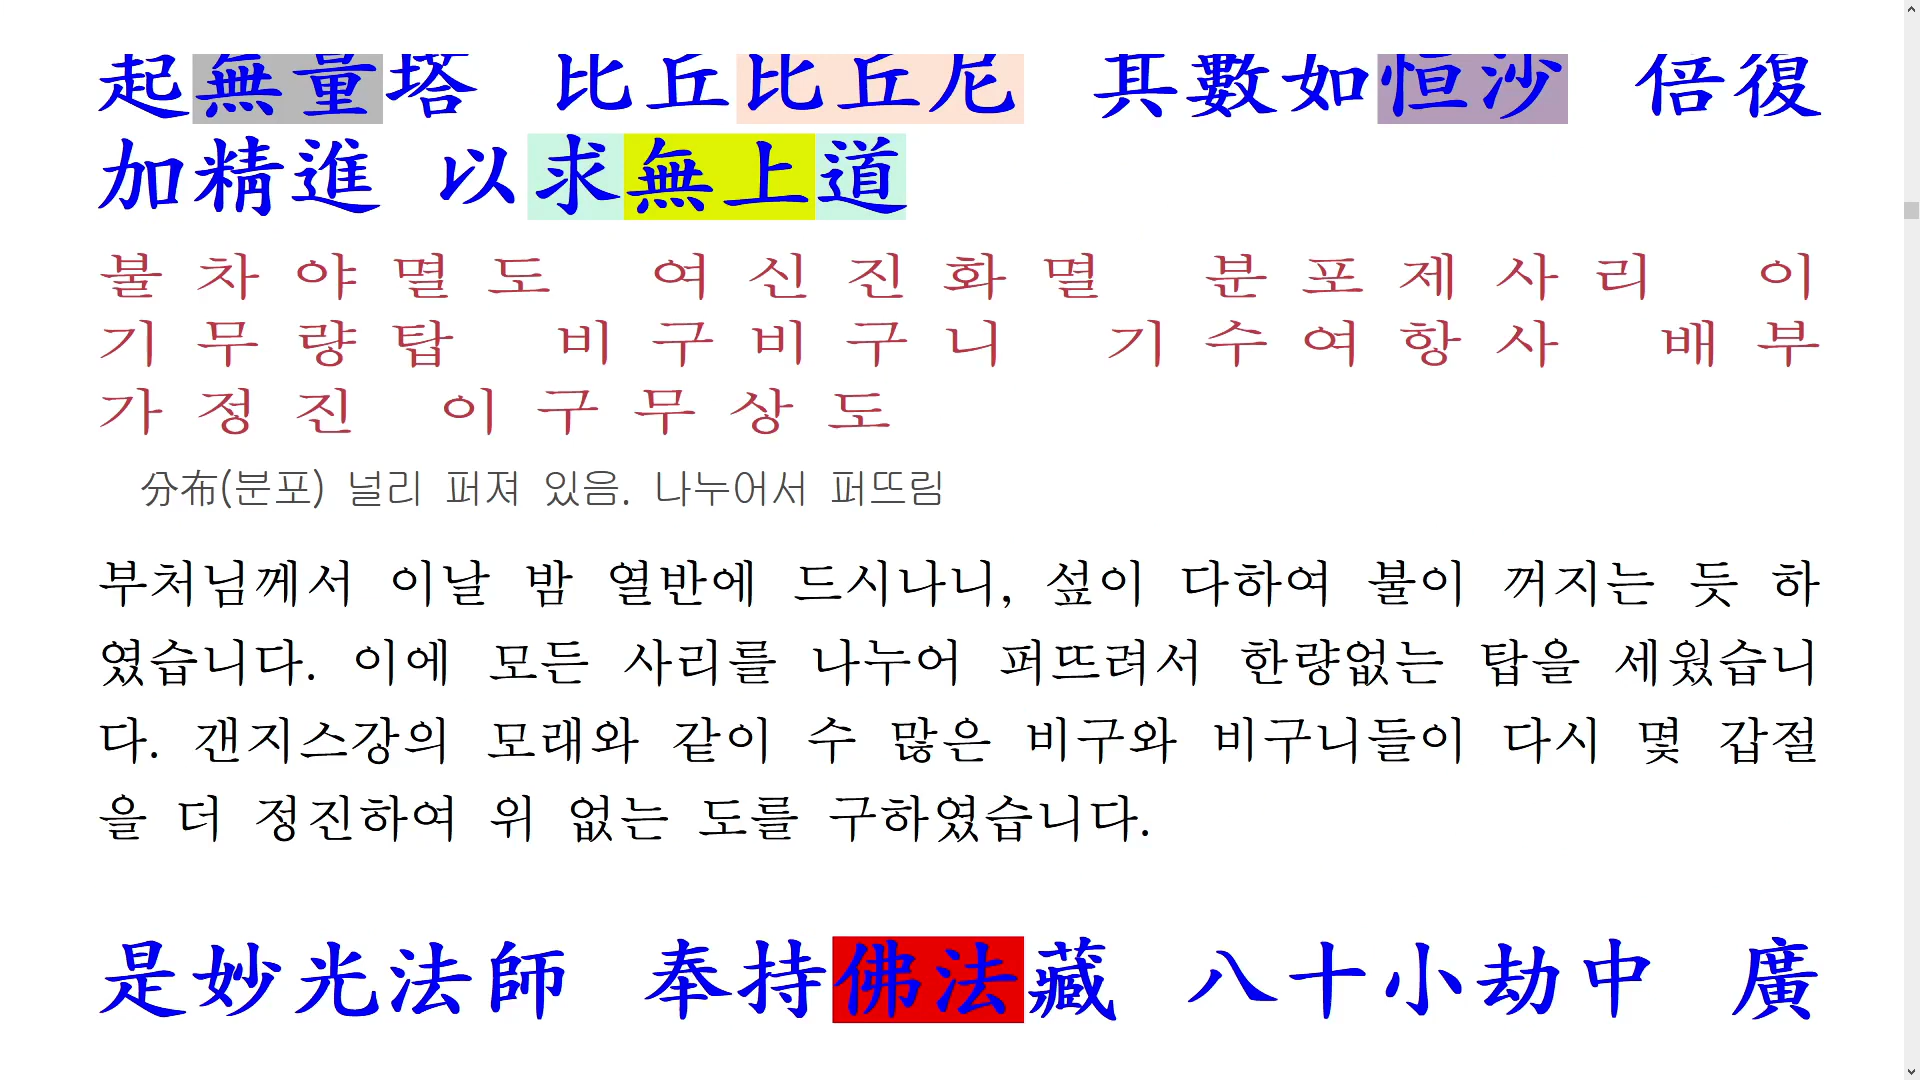 起無量塔 比丘比丘尼 其數如恒沙 倍復
加精進 以求無上道
불차야멸도 여신진화멸 분포제사리 이
기무량탑 비구비구니 기수여항사 배부
가정진 이구무상도
分布(분포) 널리 퍼져 있음. 나누어서 퍼뜨림
부처님께서 이날 밤 열반에 드시나니, 섶이 다하여 불이 꺼지는 듯 하
였습니다. 이에 모든 사리를 나누어 퍼뜨려서 한량없는 탑을 세웠습니
다. 갠지스강의 모래와 같이 수 많은 비구와 비구니들이 다시 몇 갑절
을 더 정진하여 위 없는 도를 구하였습니다.
是妙光法師 奉持佛法藏 八十小劫中 廣